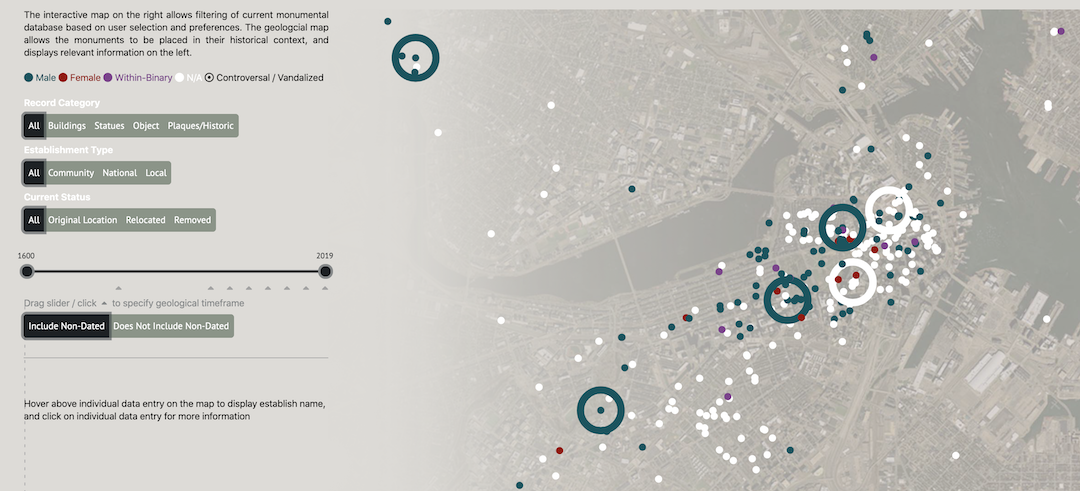 The interactive map on the right allows filtering of current monumental
database based on user selection and preferences. The geologcial map
allows the monuments to be placed in their historical context, and
displays relevant information on the left.
Male Female Within-Binary N/A Controversal / Vandalized
Record Category
All Buildings Statues Object Plaques/Historic
Establishment Type
All Community National Local
Current Status
All Original Location Relocated Removed
1600 2019
Drag slider / click to specify geological timeframe
Include Non-Dated Does Not Include Non-Dated
Hover above individual data entry on the map to display establish name,
and click on individual data entry for more information